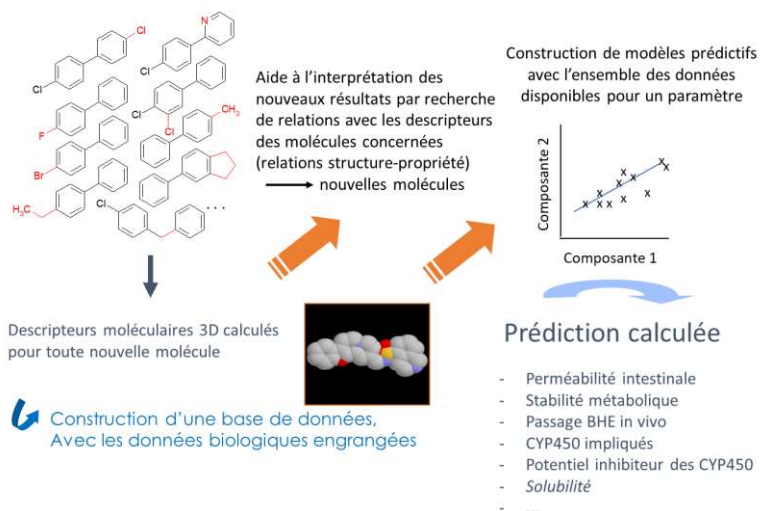 Cl
N
Cl
Cl
Cl
Cl
CH₃
F
Br
H₃C
Cl
...
Aide à l'interprétation des
nouveaux résultats par recherche
de relations avec les descripteurs
des molécules concernées
(relations structure-propriété)
nouvelles molécules
Construction de modèles prédictifs
avec l'ensemble des données
disponibles pour un paramètre
Composante 2
x x x x x x x x x x x
Composante 1
Descripteurs moléculaires 3D calculés
pour toute nouvelle molécule
Construction d'une base de données,
Avec les données biologiques engrangées
Prédiction calculée
- Perméabilité intestinale
- Stabilité métabolique
- Passage BHE in vivo
- CYP450 impliqués
- Potentiel inhibiteur des CYP450
- Solubilité
- ...